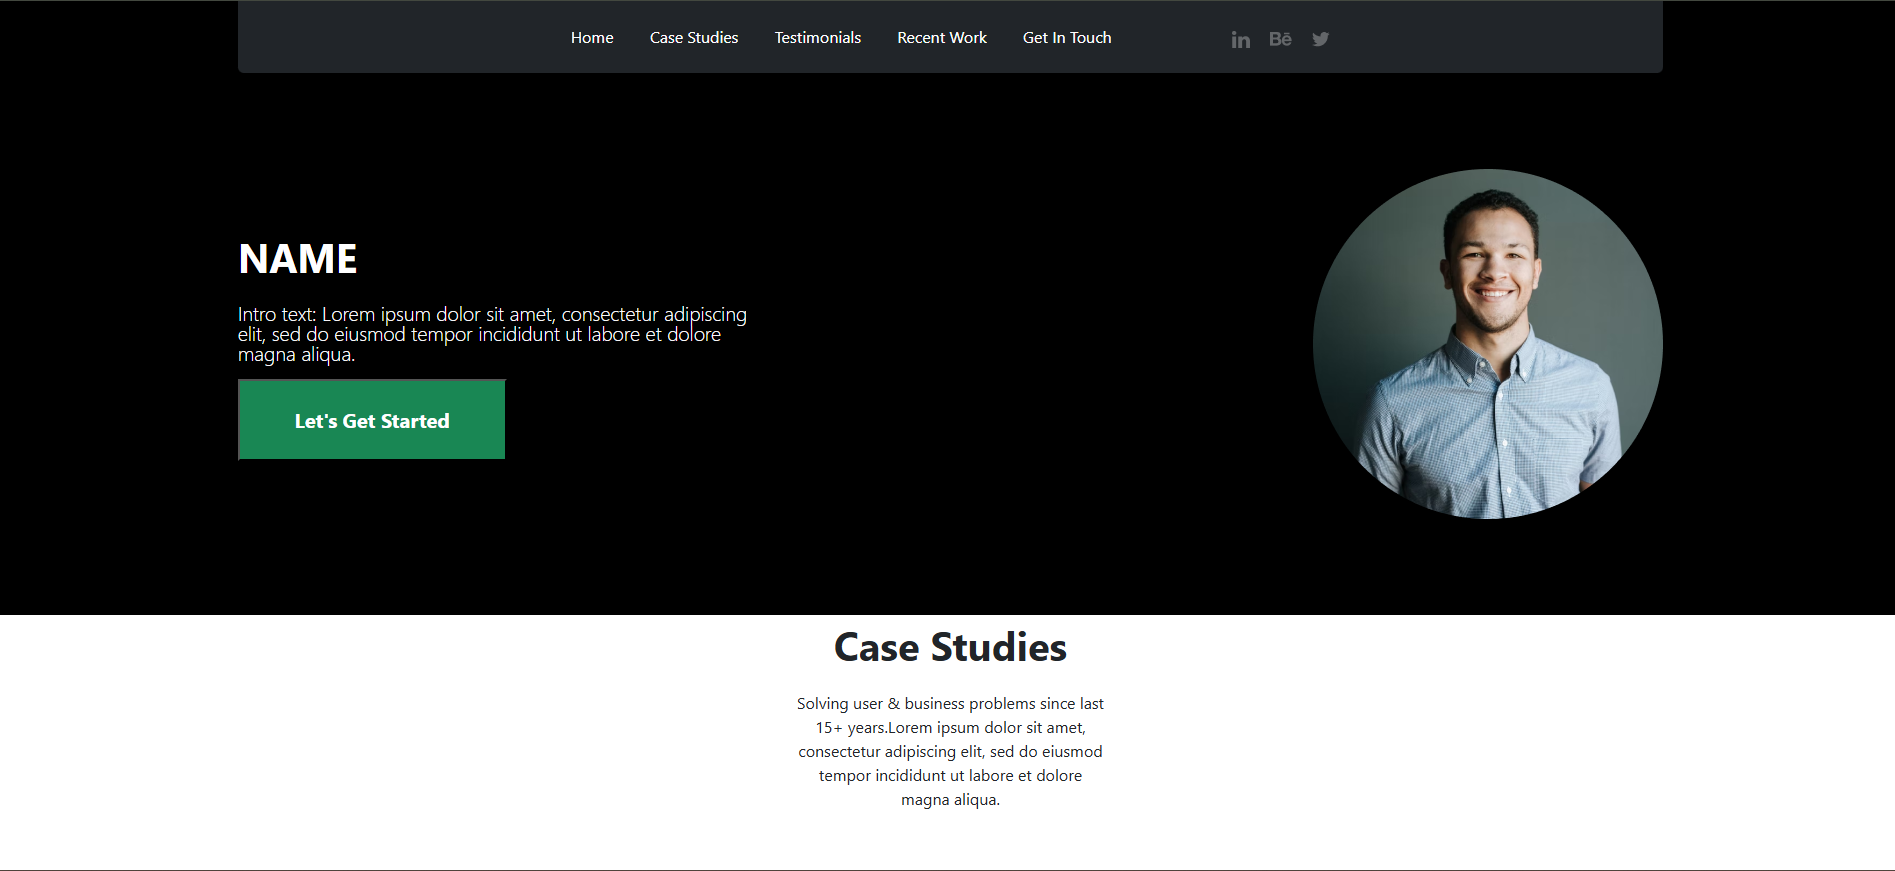 Home Case Studies Testimonials Recent Work Get In Touch in Bē
NAME
Intro text: Lorem ipsum dolor sit amet, consectetur adipiscing
elit, sed do eiusmod tempor incididunt ut labore et dolore
magna aliqua.
Let's Get Started
Case Studies
Solving user & business problems since last
15+ years.Lorem ipsum dolor sit amet,
consectetur adipiscing elit, sed do eiusmod
tempor incididunt ut labore et dolore
magna aliqua.